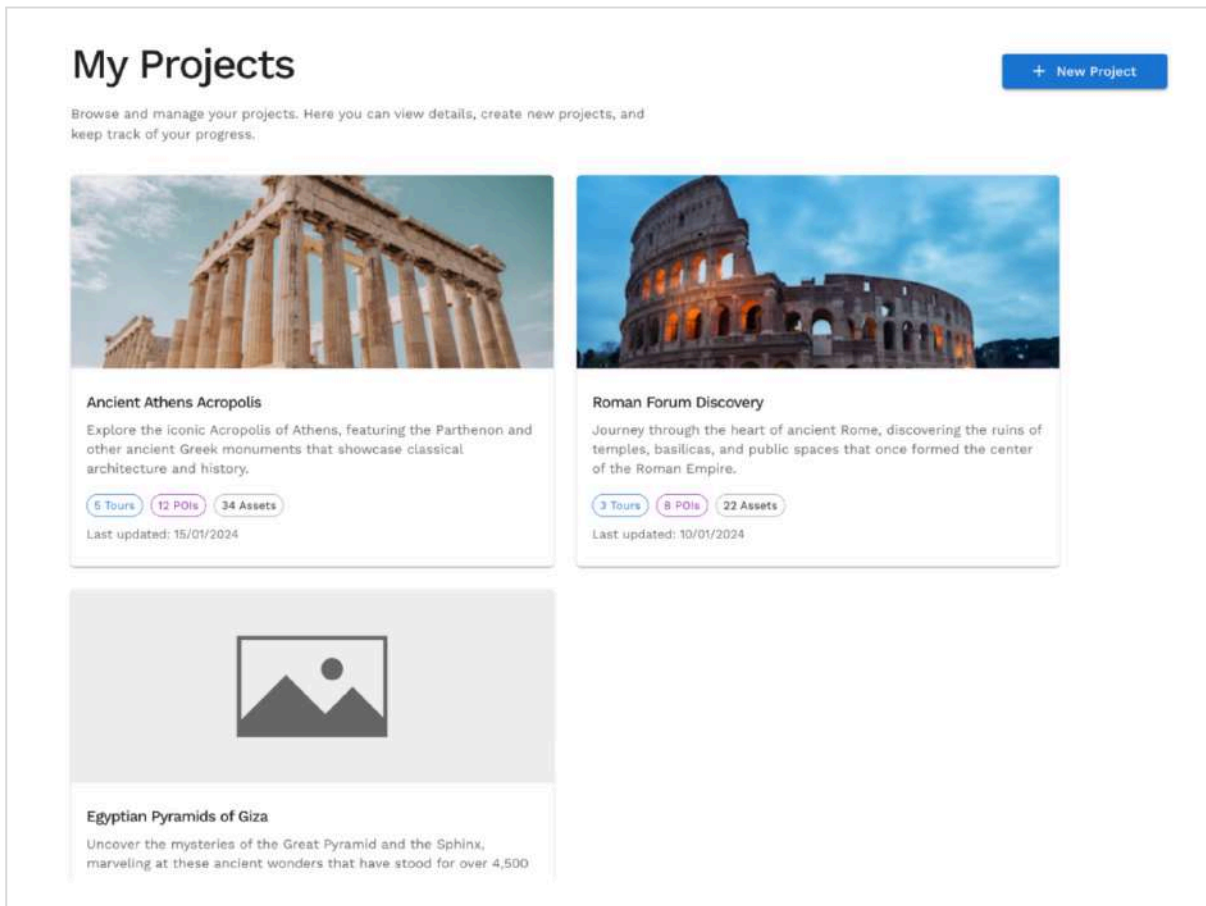 My Projects
+ New Project
Browse and manage your projects. Here you can view details, create new projects, and
keep track of your progress.
Ancient Athens Acropolis
Explore the iconic Acropolis of Athens, featuring the Parthenon and
other ancient Greek monuments that showcase classical
architecture and history.
5 Tours 12 POIs 34 Assets
Last updated: 15/01/2024
Roman Forum Discovery
Journey through the heart of ancient Rome, discovering the ruins of
temples, basilicas, and public spaces that once formed the center
of the Roman Empire.
3 Tours 8 POIs 22 Assets
Last updated: 10/01/2024
Egyptian Pyramids of Giza
Uncover the mysteries of the Great Pyramid and the Sphinx,
marveling at these ancient wonders that have stood for over 4,500